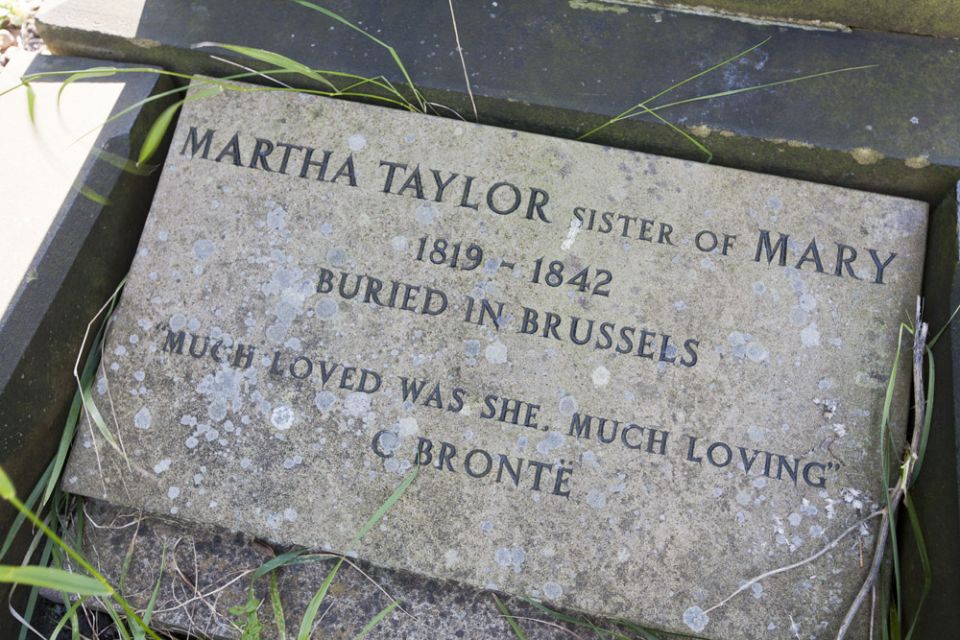 MARTHA TAYLOR SISTER OF MARY
1819 - 1842
BURIED IN BRUSSELS
“MUCH LOVED WAS SHE, MUCH LOVING”
C BRONTË